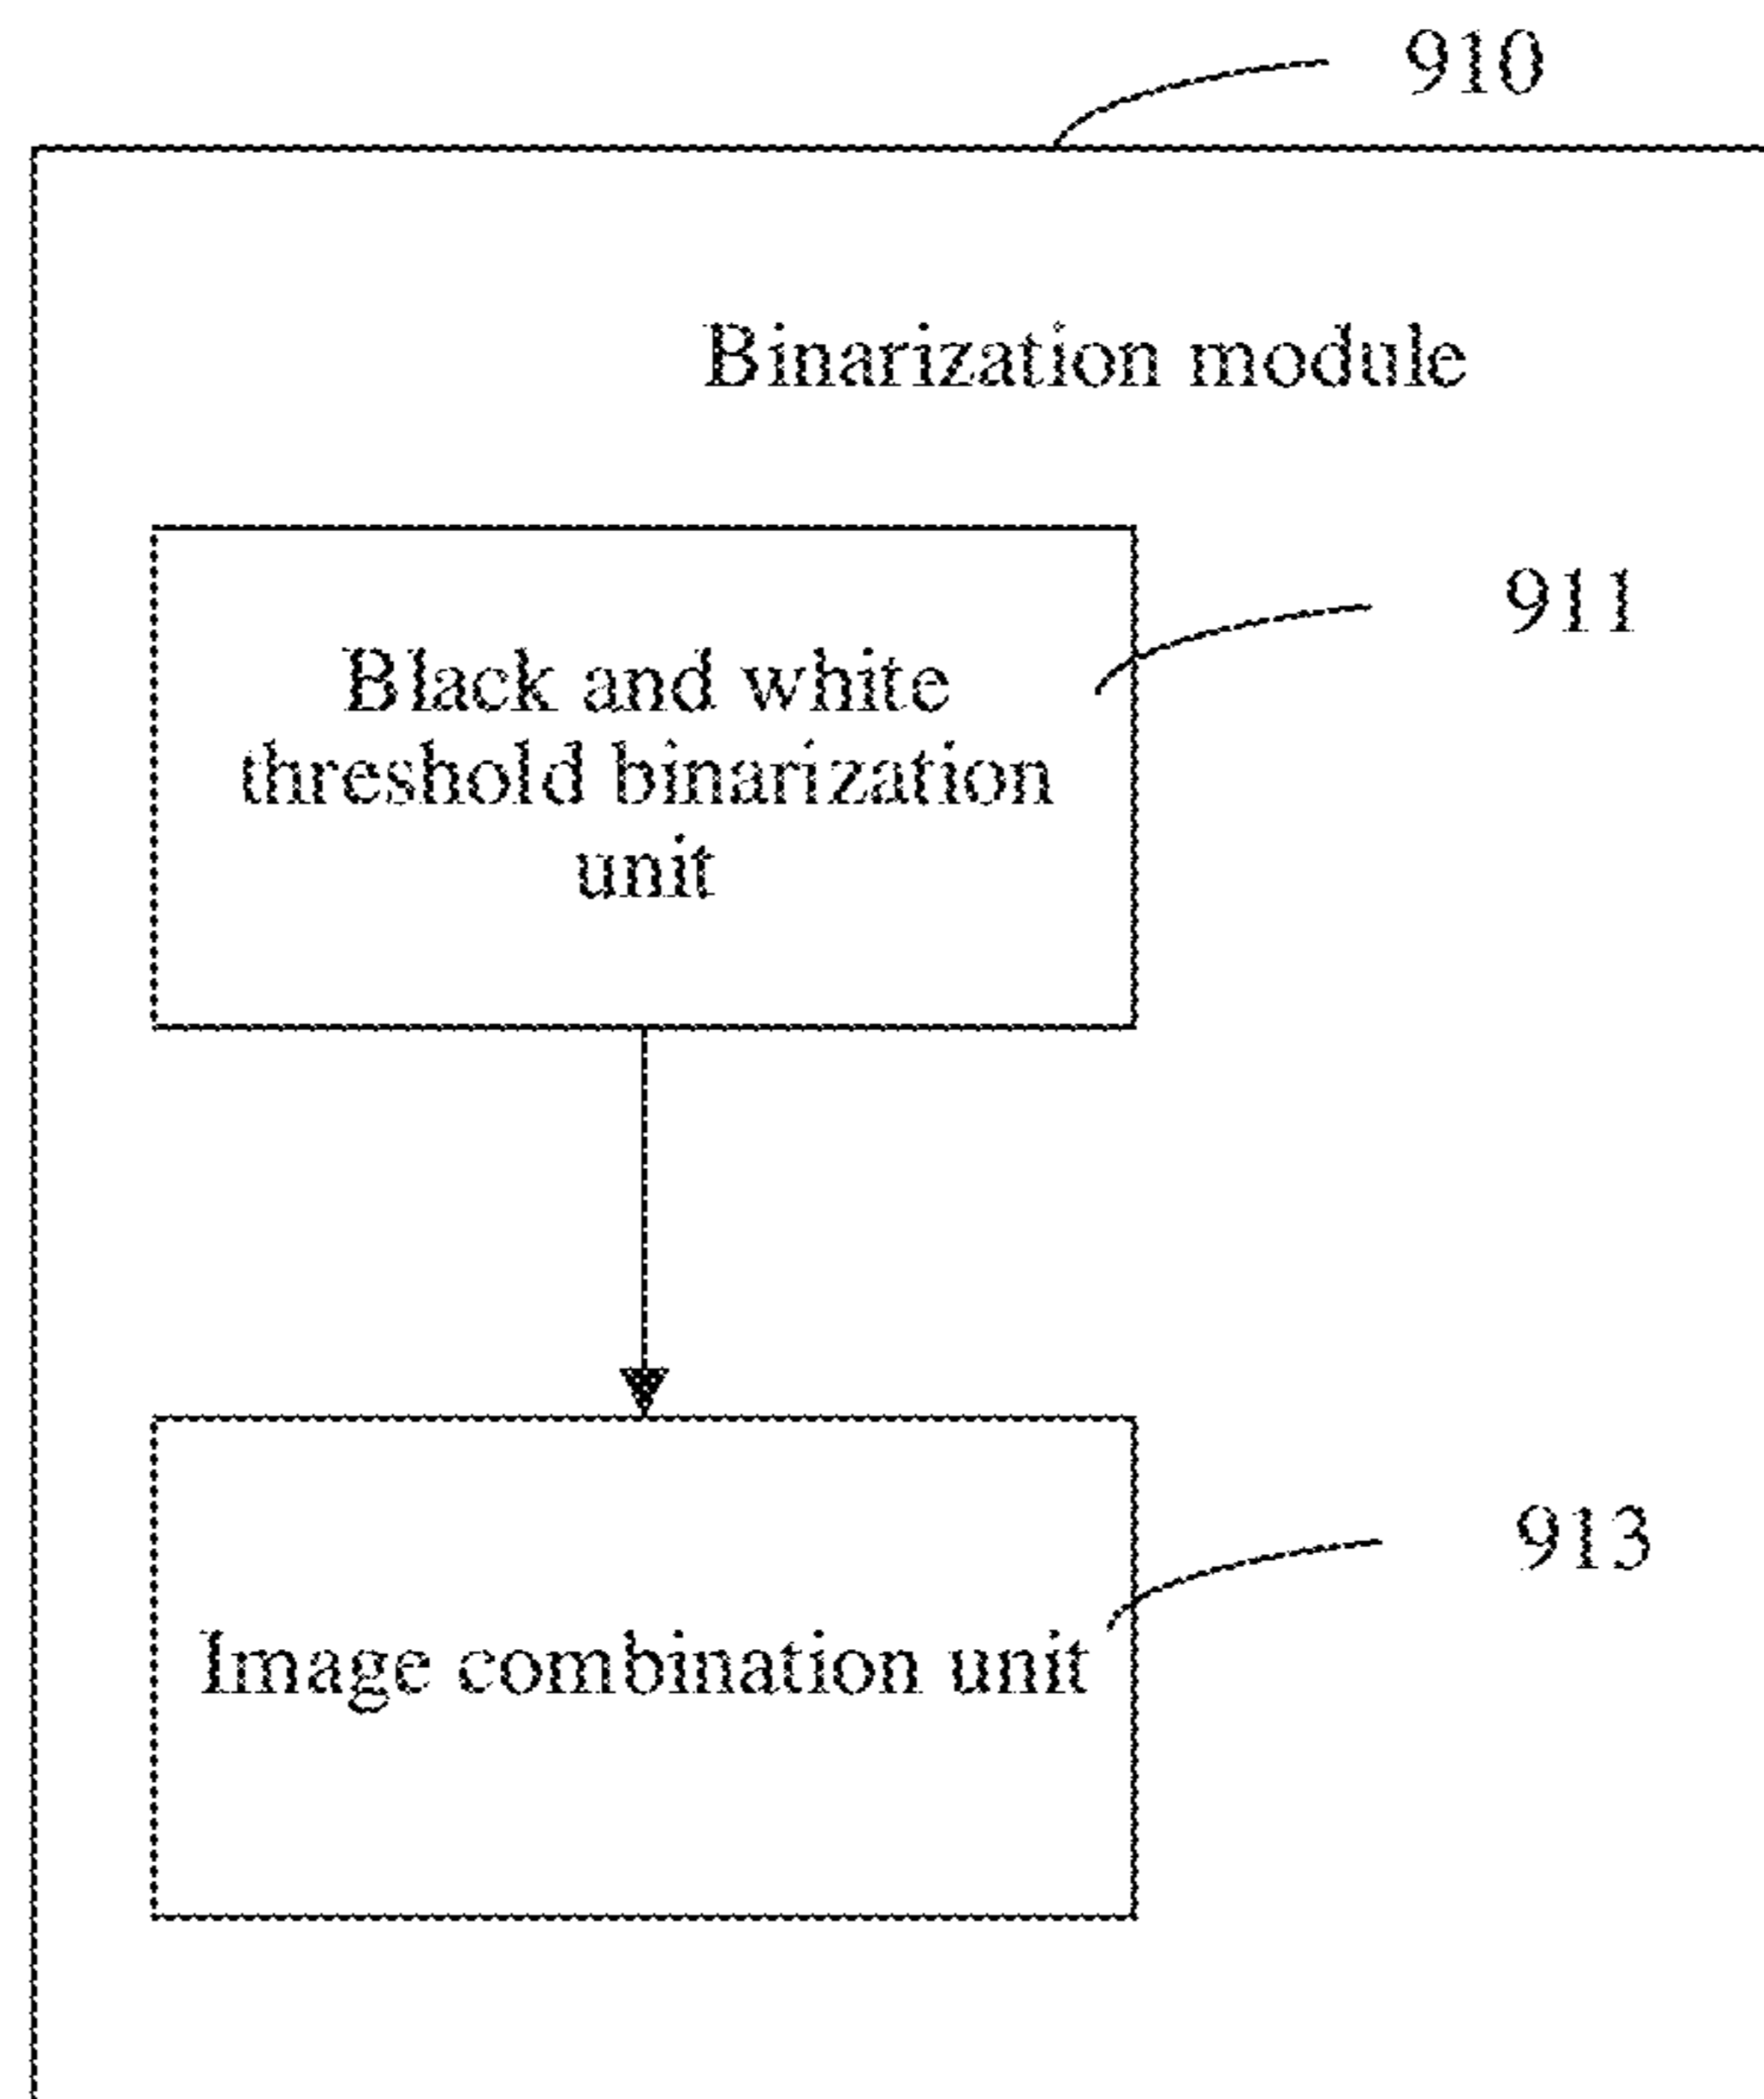 910
Binarization module
911
Black and white
threshold binarization
unit
913
Image combination unit